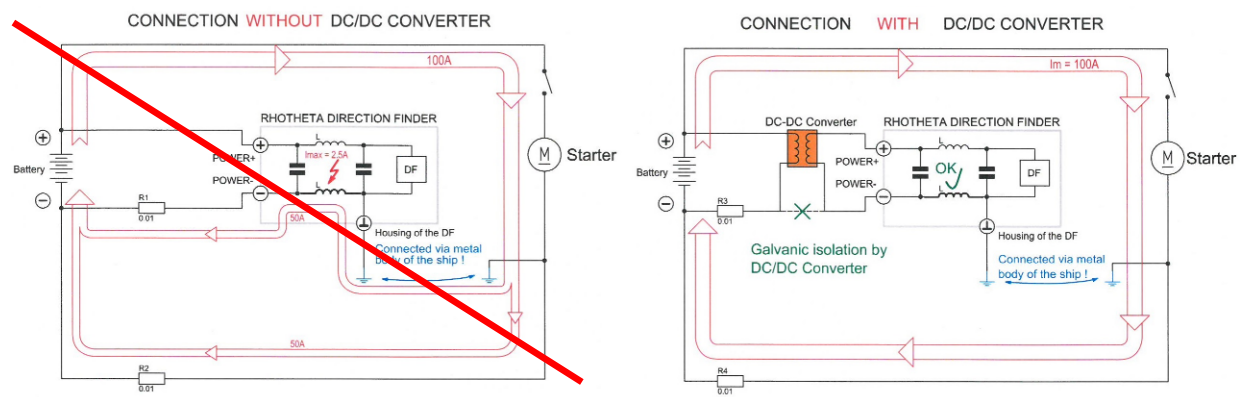 CONNECTION WITHOUT DC/DC CONVERTER
100A
RHOTHETA DIRECTION FINDER
L
Imax = 2,5A
POWER+
POWER-
L
DF
Battery
M
Starter
R1
0.01
50A
Housing of the DF
Connected via metal
body of the ship !
50A
R2
0.01
CONNECTION WITH DC/DC CONVERTER
Im = 100A
DC-DC Converter
RHOTHETA DIRECTION FINDER
L
POWER+
OK
POWER-
L
DF
Battery
M
Starter
R3
0.01
Galvanic isolation by
DC/DC Converter
Housing of the DF
Connected via metal
body of the ship !
R4
0.01